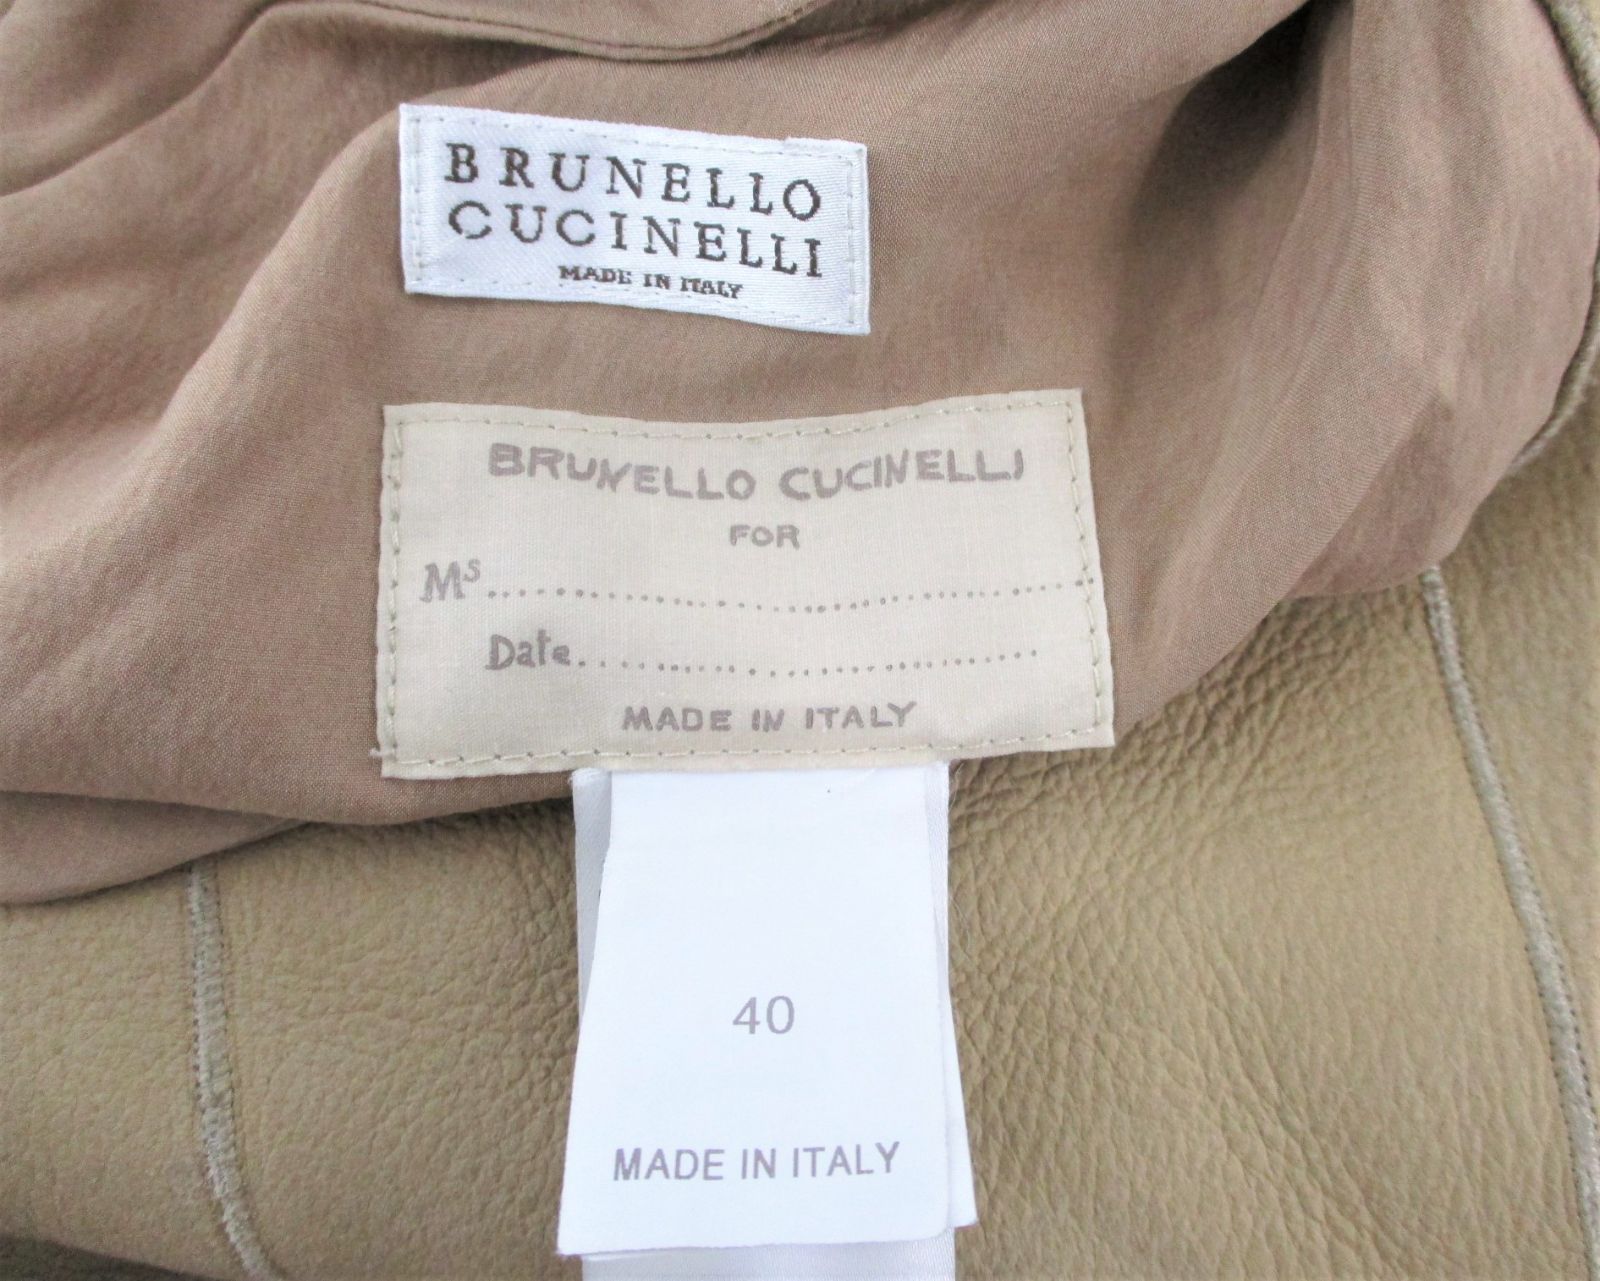 BRUNELLO
CUCINELLI
MADE IN ITALY
BRUNELLO CUCINELLI
FOR
Ms....................................
Date....................................
MADE IN ITALY
40
MADE IN ITALY